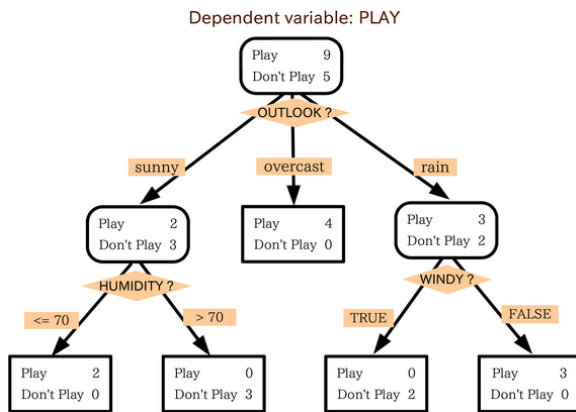 Dependent variable: PLAY
Play 9
Don't Play 5
OUTLOOK ?
sunny
overcast
rain
Play 2
Don't Play 3
Play 4
Don't Play 0
Play 3
Don't Play 2
HUMIDITY ?
WINDY ?
<= 70
> 70
TRUE
FALSE
Play 2
Don't Play 0
Play 0
Don't Play 3
Play 0
Don't Play 2
Play 3
Don't Play 0